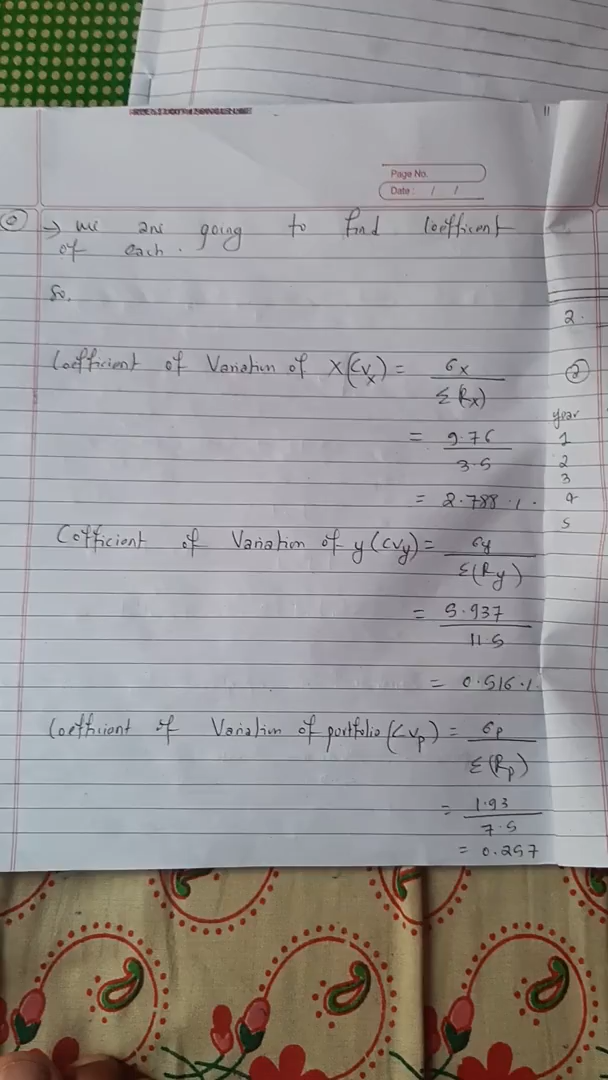 Page No.
Date: / /
→ we are going to find Coefficent
of each.
So,
Coefficient of Variation of X(CVx) = σx
Σ(Rx)
= 9.76
3.5
= 2.788 %.
Cofficient of Variation of y(CVy) = σy
Σ(Ry)
= 5.937
11.5
= 0.516 %.
Coefficient of Variation of portfolio(CVp) = σp
Σ(Rp)
= 1.93
7.5
= 0.257
2.
②
year
1
2
3
4
5